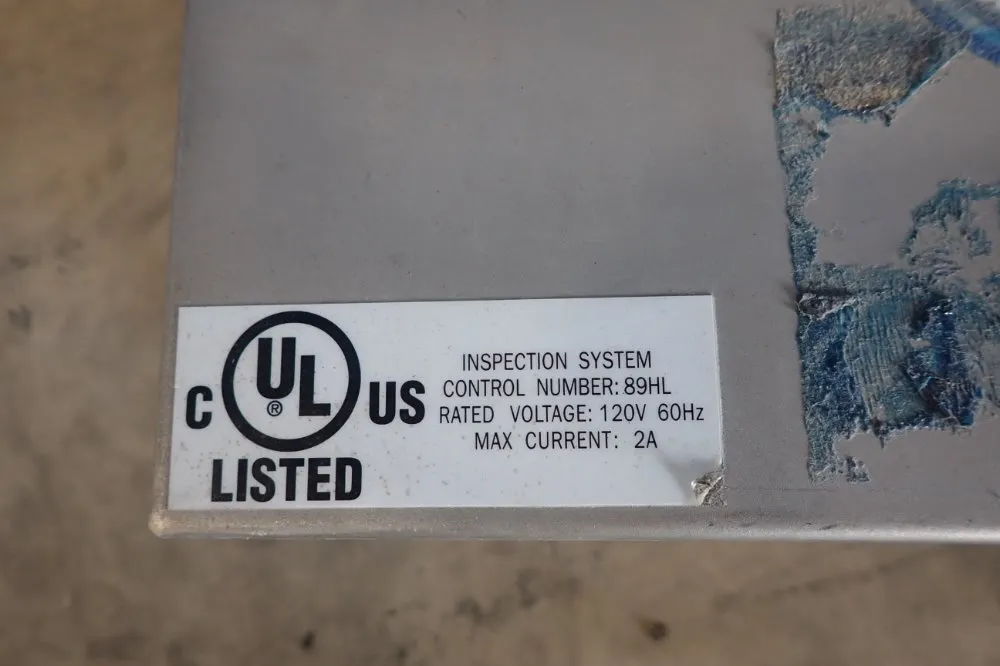 C UL® US
LISTED
INSPECTION SYSTEM
CONTROL NUMBER: 89HL
RATED VOLTAGE: 120V 60Hz
MAX CURRENT: 2A